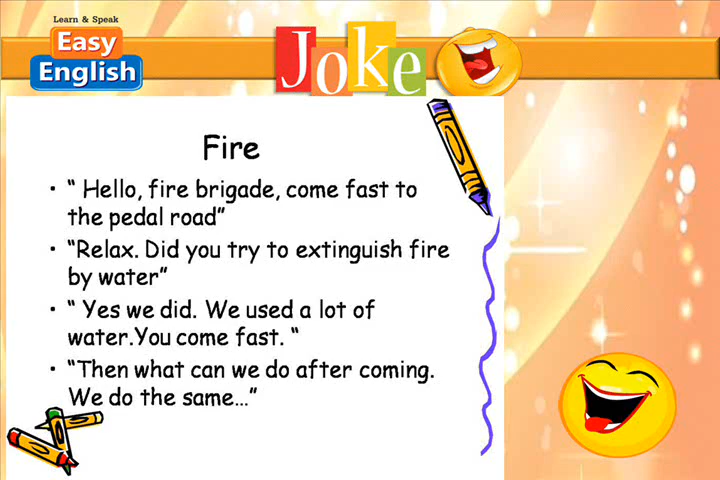 Learn & Speak
Easy
English
Joke
Fire
• “ Hello, fire brigade, come fast to
the pedal road”
• “Relax. Did you try to extinguish fire
by water”
• “ Yes we did. We used a lot of
water.You come fast. “
• “Then what can we do after coming.
We do the same…”